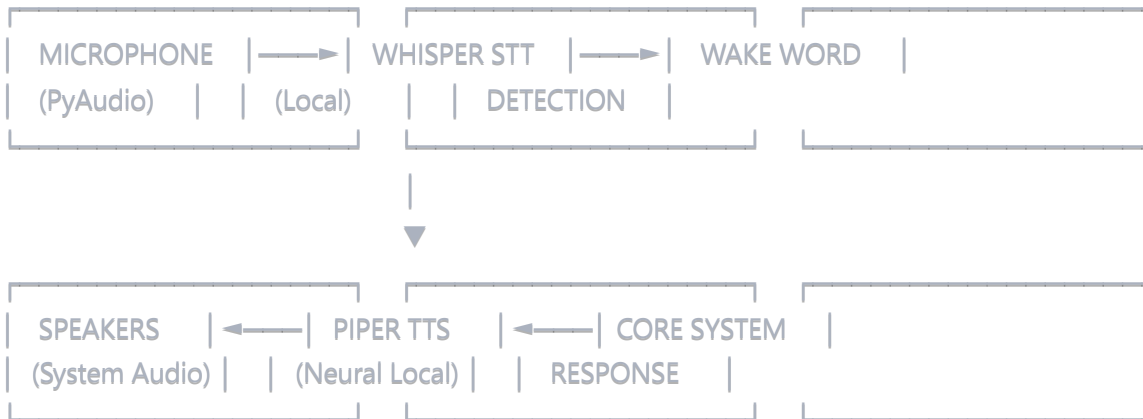 MICROPHONE WHISPER STT WAKE WORD
(PyAudio) (Local) DETECTION
SPEAKERS PIPER TTS CORE SYSTEM
(System Audio) (Neural Local) RESPONSE